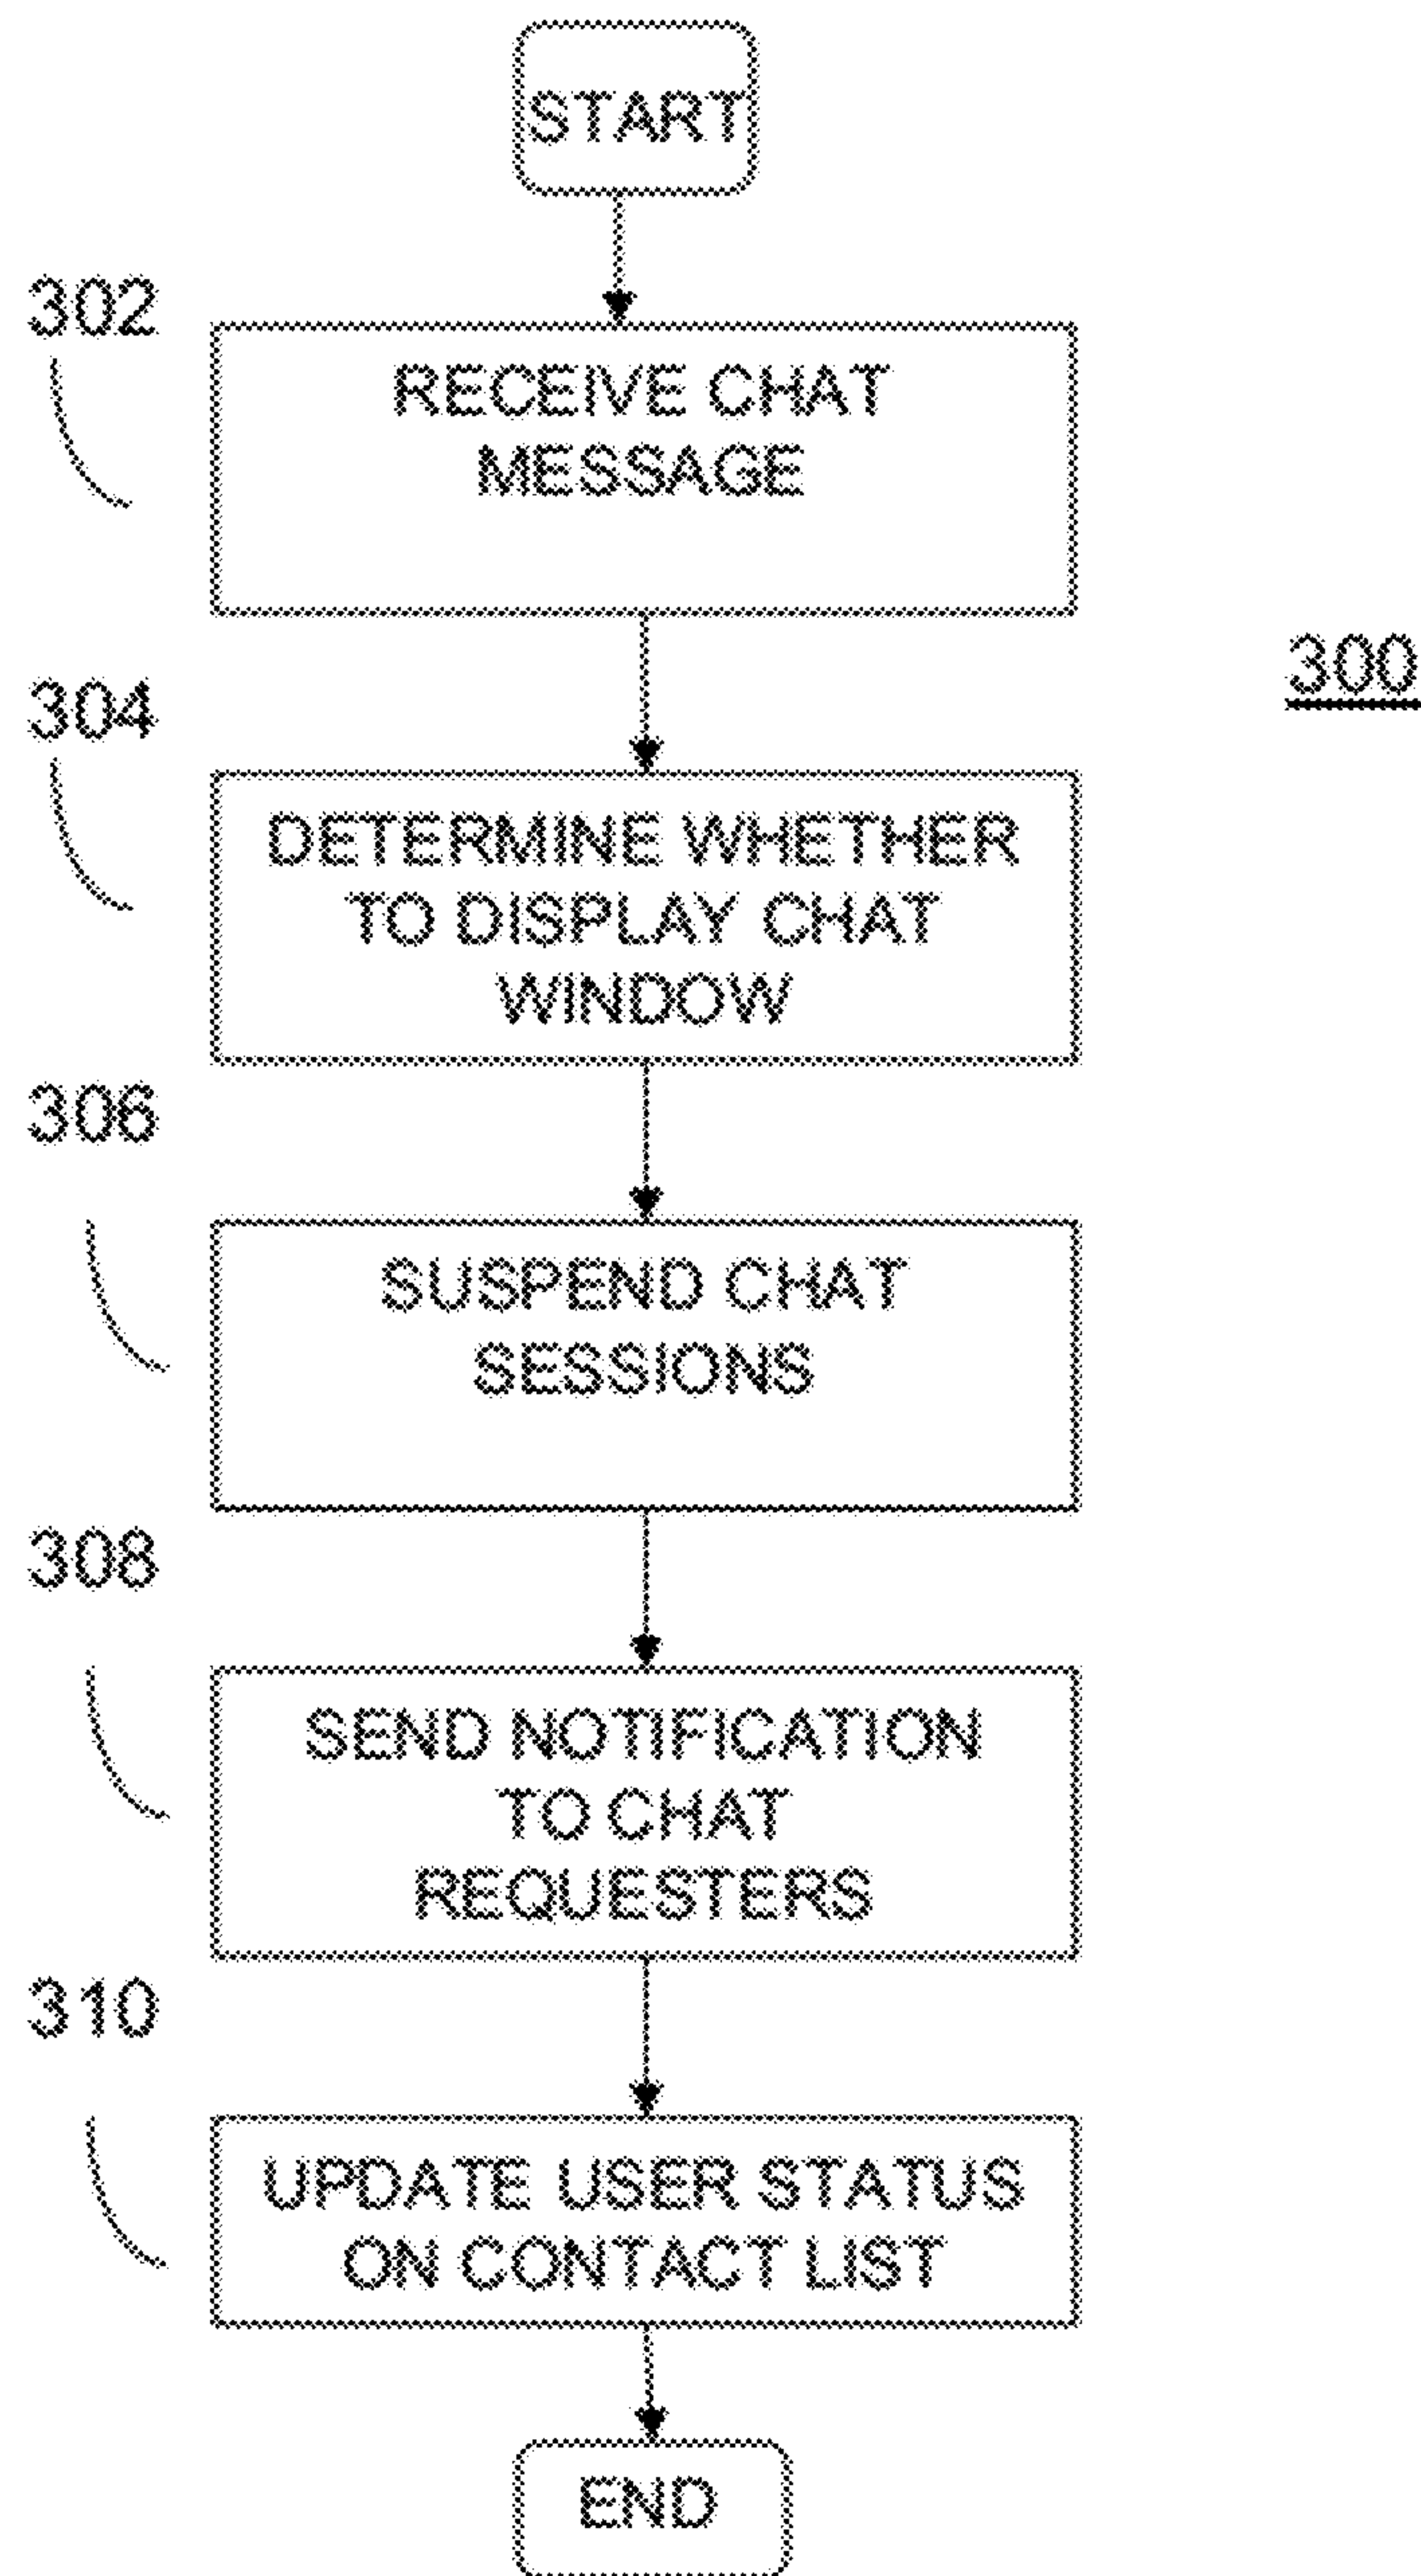 START
302
RECEIVE CHAT
MESSAGE
300
304
DETERMINE WHETHER
TO DISPLAY CHAT
WINDOW
306
SUSPEND CHAT
SESSIONS
308
SEND NOTIFICATION
TO CHAT
REQUESTERS
310
UPDATE USER STATUS
ON CONTACT LIST
END